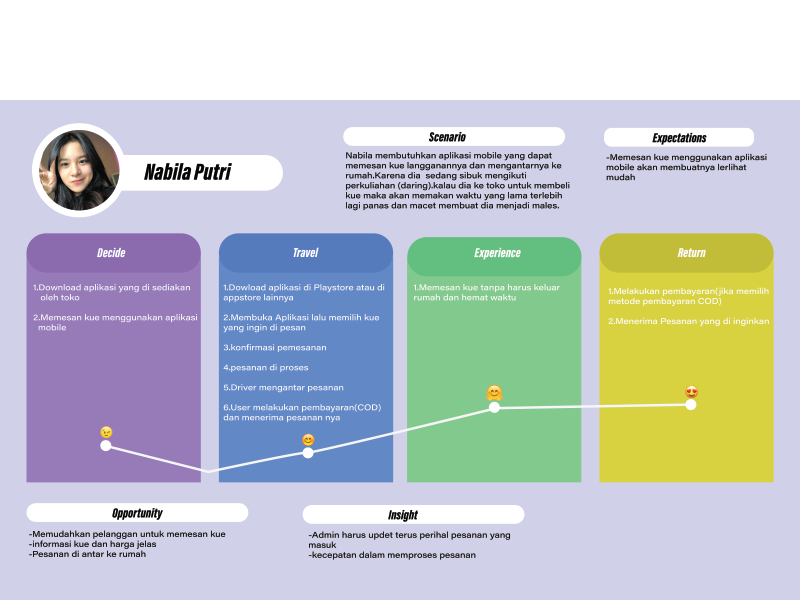 Nabila Putri
Scenario
Nabila membutuhkan aplikasi mobile yang dapat
memesan kue langganannya dan mengantarnya ke
rumah.Karena dia sedang sibuk mengikuti
perkuliahan (daring).kalau dia ke toko untuk membeli
kue maka akan memakan waktu yang lama terlebih
lagi panas dan macet membuat dia menjadi males.
Expectations
-Memesan kue menggunakan aplikasi
mobile akan membuatnya lerlihat
mudah
Decide
1.Download aplikasi yang di sediakan
oleh toko
2.Memesan kue menggunakan aplikasi
mobile
Travel
1.Dowload aplikasi di Playstore atau di
appstore lainnya
2.Membuka Aplikasi lalu memilih kue
yang ingin di pesan
3.konfirmasi pemesanan
4.pesanan di proses
5.Driver mengantar pesanan
6.User melakukan pembayaran(COD)
dan menerima pesanan nya
Experience
1.Memesan kue tanpa harus keluar
rumah dan hemat waktu
Return
1.Melakukan pembayaran(jika memilih
metode pembayaran COD)
2.Menerima Pesanan yang di inginkan
Opportunity
-Memudahkan pelanggan untuk memesan kue
-informasi kue dan harga jelas
-Pesanan di antar ke rumah
Insight
-Admin harus updet terus perihal pesanan yang
masuk
-kecepatan dalam memproses pesanan